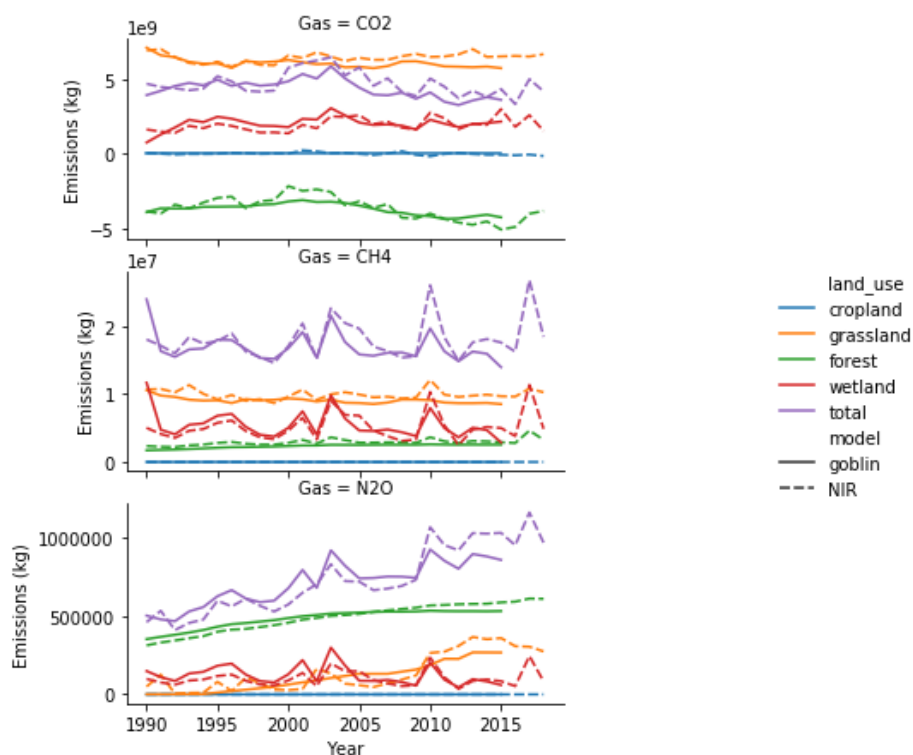 Gas = CO2
1e9
5
0
−5
Emissions (kg)
Gas = CH4
1e7
2
1
0
Emissions (kg)
Gas = N2O
1000000
500000
0
Emissions (kg)
1990 1995 2000 2005 2010 2015
Year
land_use
cropland
grassland
forest
wetland
total
model
goblin
NIR